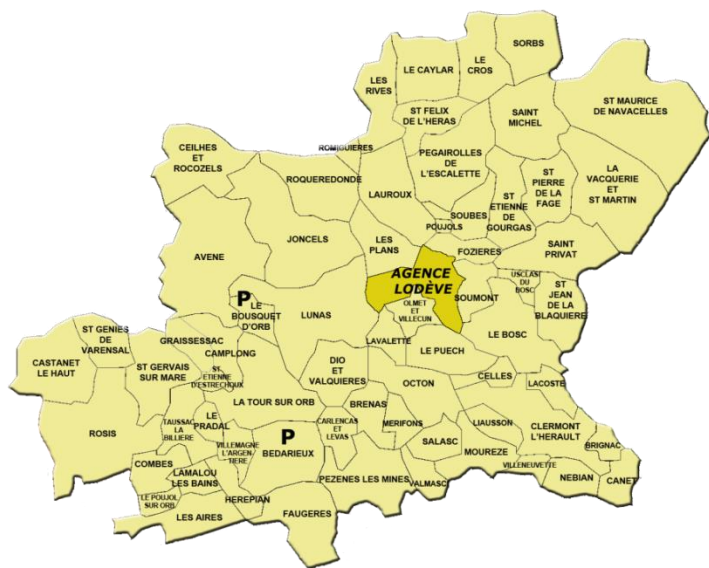 SORBS
LE
CROS
LE CAYLAR
LES
RIVES
ST MAURICE
DE NAVACELLES
ST FELIX
DE L'HERAS
SAINT
MICHEL
ROMIGUIERES
CEILHES
ET
ROCOZELS
PEGAIROLLES
DE
L'ESCALETTE
ROQUEREDONDE
LA
VACQUERIE
ET
ST MARTIN
ST
PIERRE
DE LA
FAGE
LAUROUX
ST
ETIENNE
DE
GOURGAS
SOUBES
POUJOLS
JONCELS
LES
PLANS
FOZIERES
SAINT
PRIVAT
AVENE
AGENCE
LODÈVE
USCLAS
DU
BOSC
SOUMONT
ST
JEAN
DE LA
BLAQUIERE
P
LE
BOUSQUET
D'ORB
LUNAS
OLMET
ET
VILLECUN
LE BOSC
ST GENIES
DE
VARENSAL
GRAISSESSAC
LAVALETTE
LE PUECH
CASTANET
LE HAUT
ST GERVAIS
SUR MARE
CAMPLONG
DIO
ET
VALQUIERES
ST
ETIENNE
D'ESTRECHOUX
CELLES
OCTON
LACOSTE
LA TOUR SUR ORB
BRENAS
LE
PRADAL
TAUSSAC
LA
BILLIERE
CARLENCAS
ET
LEVAS
MERIFONS
LIAUSSON
CLERMONT
L'HERAULT
ROSIS
P
BEDARIEUX
SALASC
MOUREZE
BRIGNAC
VILLEMAGNE
L'ARGEN
TIERE
COMBES
LAMALOU
LES BAINS
VILLENEUVETTE
PEZENES LES MINES
VALMASC
NEBIAN
CANET
LE POUJOL
SUR ORB
HEREPIAN
LES AIRES
FAUGERES